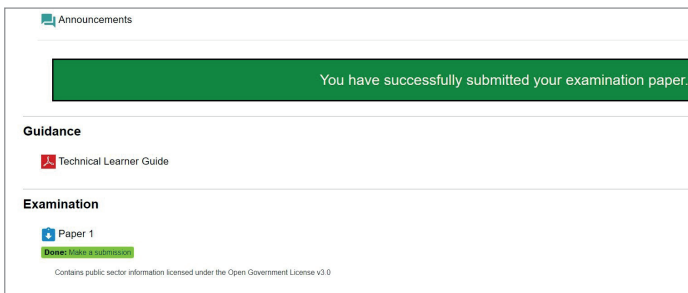 Announcements
You have successfully submitted your examination paper.
Guidance
Technical Learner Guide
Examination
Paper 1
Done: Make a submission
Contains public sector information licensed under the Open Government License v3.0